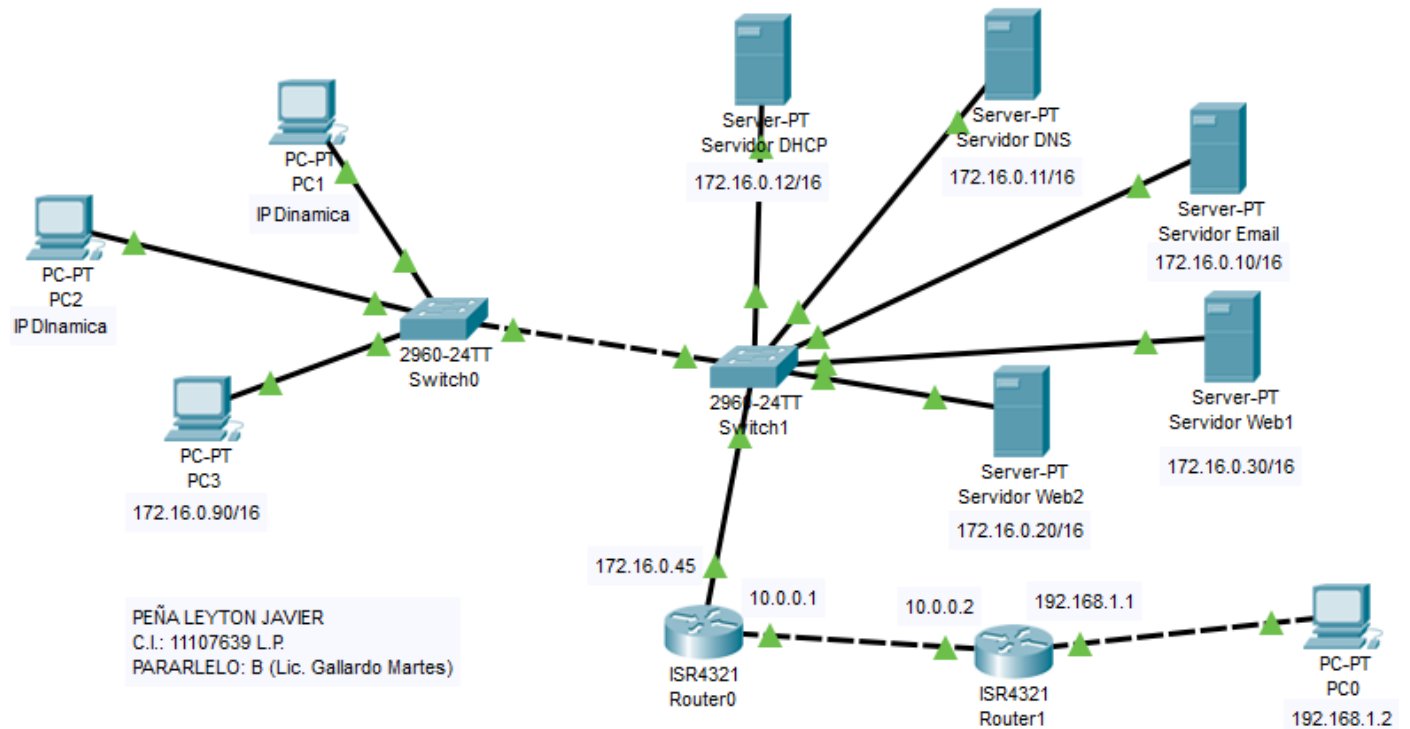 Server-PT
Servidor DHCP
172.16.0.12/16
Server-PT
Servidor DNS
172.16.0.11/16
PC-PT
PC1
IP Dinamica
Server-PT
Servidor Email
172.16.0.10/16
PC-PT
PC2
IP DInamica
2960-24TT
Switch0
2960-24TT
Switch1
Server-PT
Servidor Web1
172.16.0.30/16
PC-PT
PC3
172.16.0.90/16
Server-PT
Servidor Web2
172.16.0.20/16
172.16.0.45
10.0.0.1
10.0.0.2
192.168.1.1
PEÑA LEYTON JAVIER
C.I.: 11107639 L.P.
PARARLELO: B (Lic. Gallardo Martes)
ISR4321
Router0
ISR4321
Router1
PC-PT
PC0
192.168.1.2